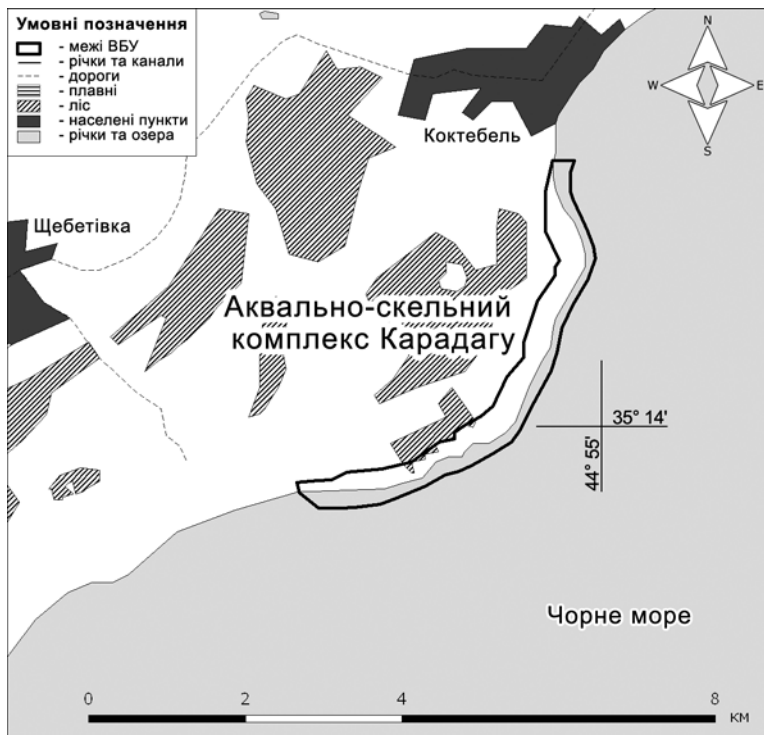 Умовні позначення
- межі ВБУ
- річки та канали
- дороги
- плавні
- ліс
- населені пункти
- річки та озера
N
W
E
S
Коктебель
Щебетівка
Аквально-скельний
комплекс Карадагу
35° 14'
44° 55'
Чорне море
0
2
4
8
км